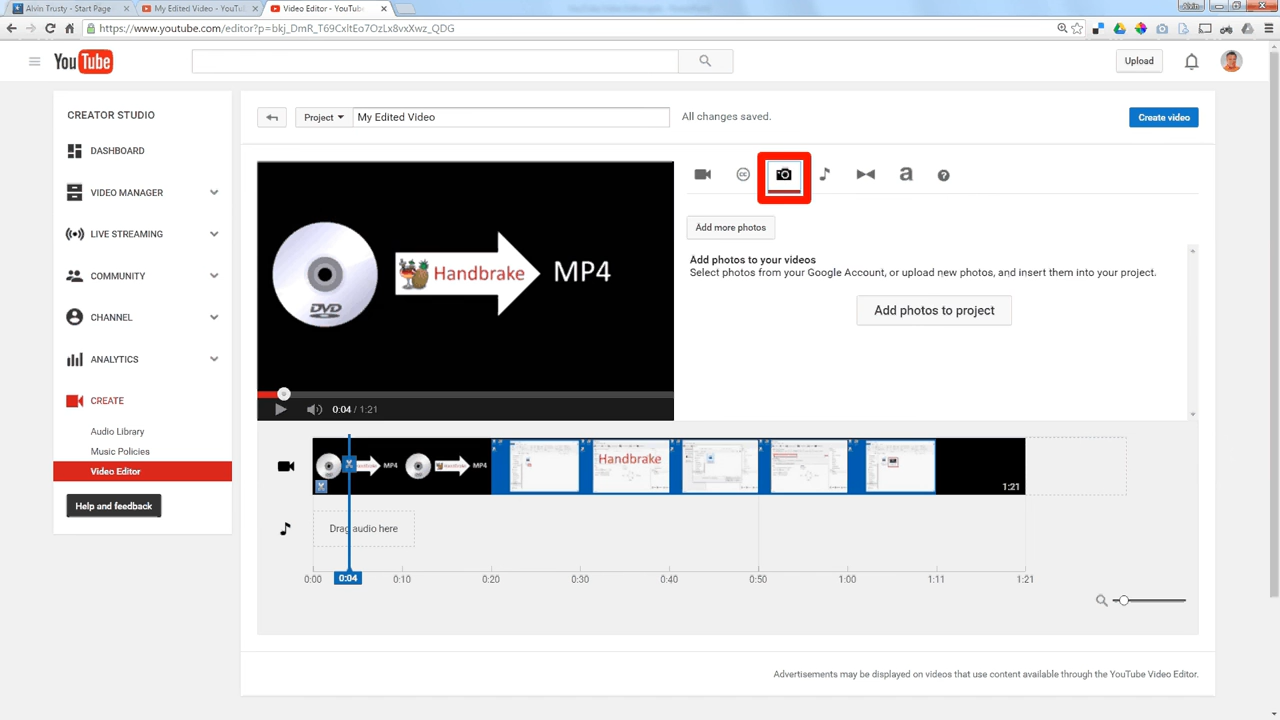 Alvin Trusty - Start Page
My Edited Video - YouTu
Video Editor - YouTube
Alvin
https://www.youtube.com/editor?p=bkj_DmR_T69CxItEo7OzLx8vxXwz_QDG
YouTube
Upload
CREATOR STUDIO
DASHBOARD
VIDEO MANAGER
LIVE STREAMING
COMMUNITY
CHANNEL
ANALYTICS
CREATE
Audio Library
Music Policies
Video Editor
Help and feedback
Project
My Edited Video
All changes saved.
Create video
DVD
Handbrake
MP4
0:04 / 1:21
CC
a
?
Add more photos
Add photos to your videos
Select photos from your Google Account, or upload new photos, and insert them into your project.
Add photos to project
MP4
MP4
Handbrake
1:21
Drag audio here
0:00
0:04
0:10
0:20
0:30
0:40
0:50
1:00
1:11
1:21
Advertisements may be displayed on videos that use content available through the YouTube Video Editor.